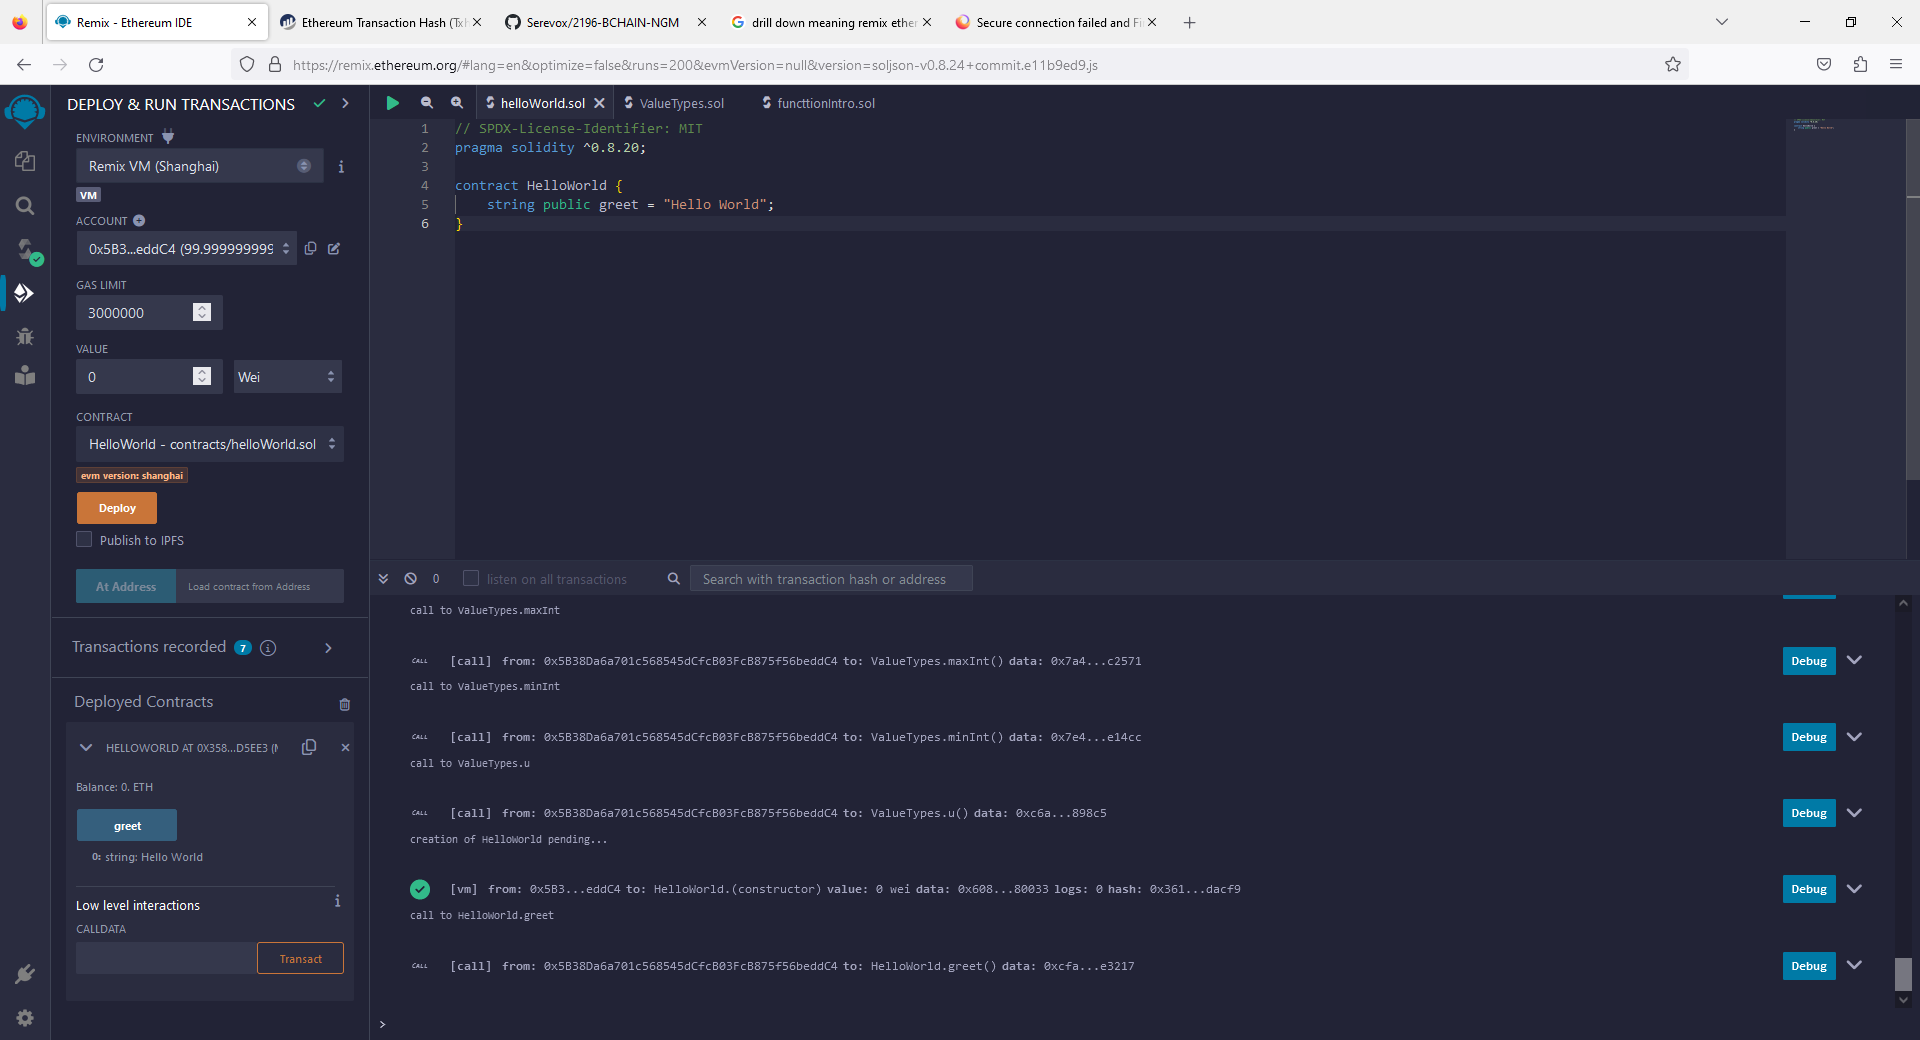 Remix - Ethereum IDE
Ethereum Transaction Hash (Txh
Serevox/2196-BCHAIN-NGM
drill down meaning remix ether
Secure connection failed and Fi
https://remix.ethereum.org/#lang=en&optimize=false&runs=200&evmVersion=null&version=soljson-v0.8.24+commit.e11b9ed9.js
DEPLOY & RUN TRANSACTIONS
ENVIRONMENT
Remix VM (Shanghai)
VM
ACCOUNT
0x5B3...eddC4 (99.999999999
GAS LIMIT
3000000
VALUE
0
Wei
CONTRACT
HelloWorld - contracts/helloWorld.sol
evm version: shanghai
Deploy
Publish to IPFS
At Address
Load contract from Address
Transactions recorded 7
Deployed Contracts
HELLOWORLD AT 0X358...D5EE3 (
Balance: 0. ETH
greet
0: string: Hello World
Low level interactions
CALLDATA
Transact
helloWorld.sol
ValueTypes.sol
functtionIntro.sol
1 // SPDX-License-Identifier: MIT
2 pragma solidity ^0.8.20;
3
4 contract HelloWorld {
5 string public greet = "Hello World";
6 }
0
listen on all transactions
Search with transaction hash or address
call to ValueTypes.maxInt
CALL [call] from: 0x5B38Da6a701c568545dCfcB03FcB875f56beddC4 to: ValueTypes.maxInt() data: 0x7a4...c2571
Debug
call to ValueTypes.minInt
CALL [call] from: 0x5B38Da6a701c568545dCfcB03FcB875f56beddC4 to: ValueTypes.minInt() data: 0x7e4...e14cc
Debug
call to ValueTypes.u
CALL [call] from: 0x5B38Da6a701c568545dCfcB03FcB875f56beddC4 to: ValueTypes.u() data: 0xc6a...898c5
Debug
creation of HelloWorld pending...
[vm] from: 0x5B3...eddC4 to: HelloWorld.(constructor) value: 0 wei data: 0x608...80033 logs: 0 hash: 0x361...dacf9
Debug
call to HelloWorld.greet
CALL [call] from: 0x5B38Da6a701c568545dCfcB03FcB875f56beddC4 to: HelloWorld.greet() data: 0xcfa...e3217
Debug
>